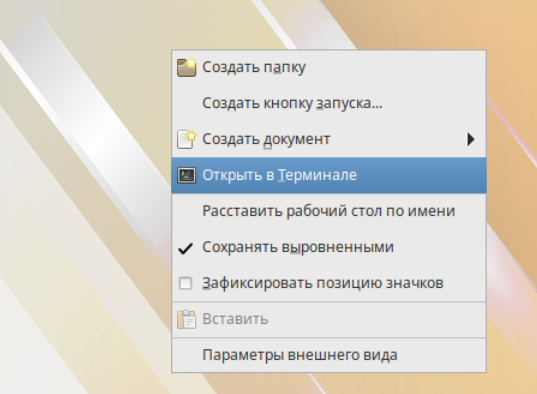 Создать папку
Создать кнопку запуска...
Создать документ
Открыть в Терминале
Расставить рабочий стол по имени
Сохранять выровненными
Зафиксировать позицию значков
Вставить
Параметры внешнего вида